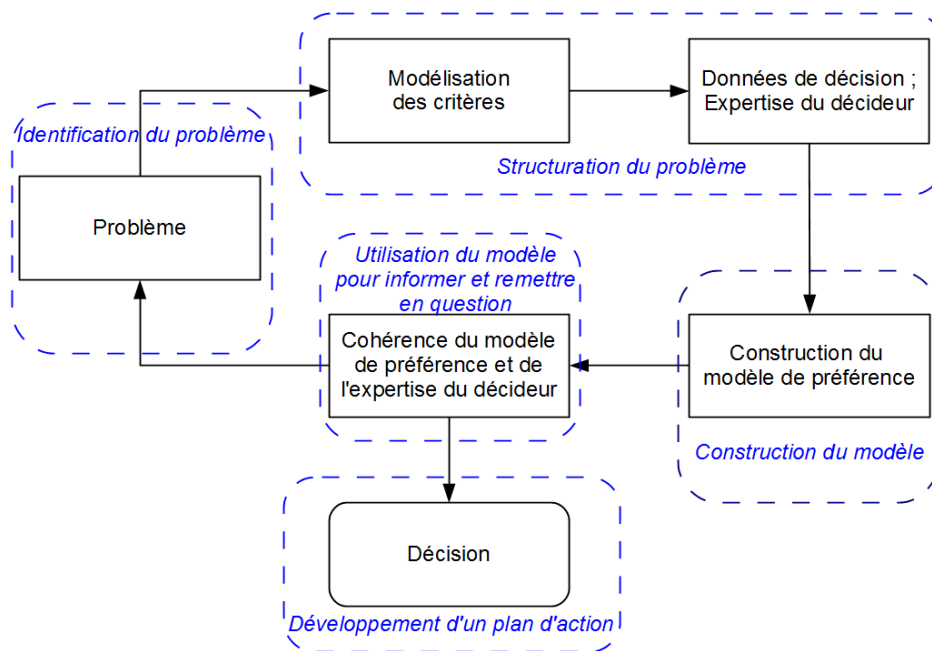 Modélisation
des critères
Données de décision ;
Expertise du décideur
Structuration du problème
Identification du problème
Problème
Utilisation du modèle
pour informer et remettre
en question
Cohérence du modèle
de préférence et de
l'expertise du décideur
Construction du
modèle de préférence
Construction du modèle
Décision
Développement d'un plan d'action